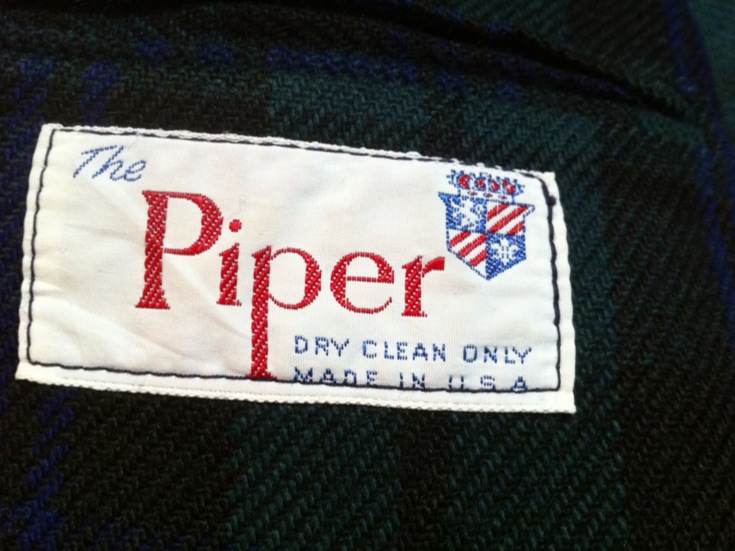 The
Piper
DRY CLEAN ONLY
MADE IN U.S.A